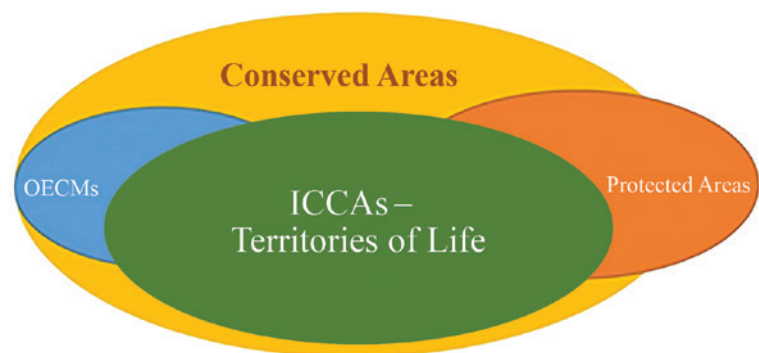 Conserved Areas
OECMs
ICCAs –
Territories of Life
Protected Areas